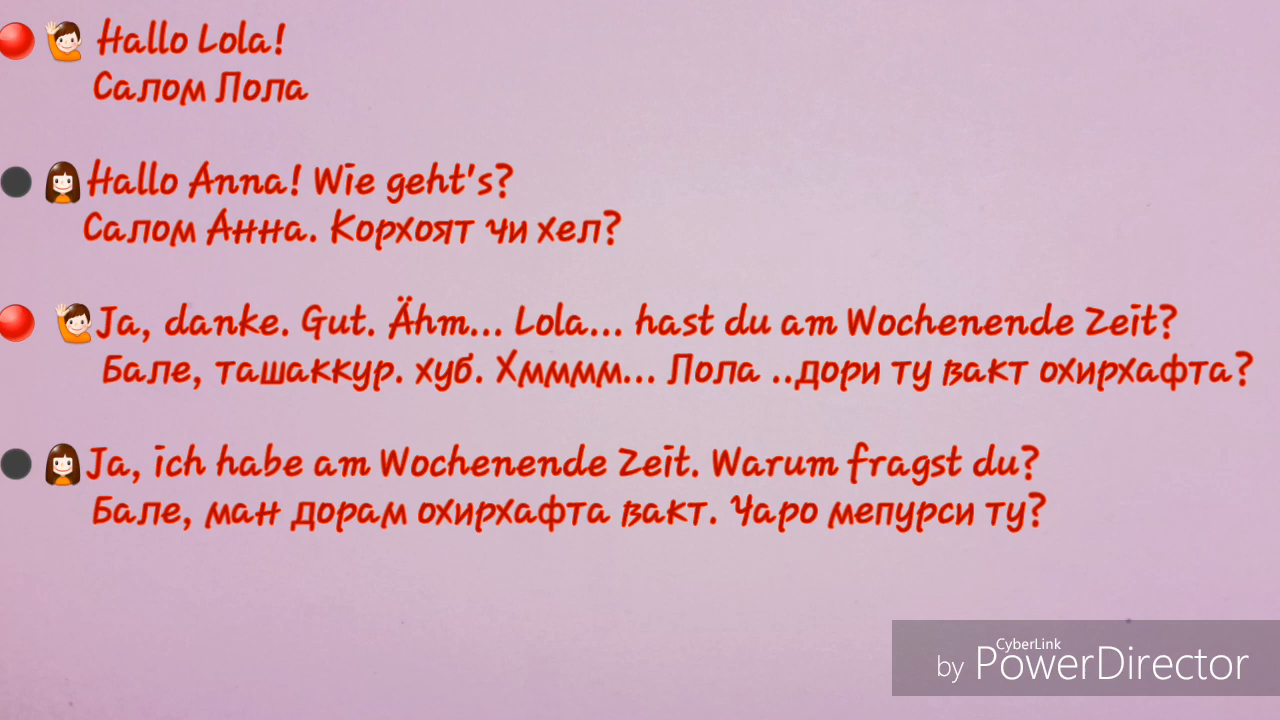 Hallo Lola!
Салом Лола
Hallo Anna! Wie geht's?
Салом Анна. Корхоят чи хел?
Ja, danke. Gut. Ähm... Lola... hast du am Wochenende Zeit?
Бале, ташаккур. хуб. Хмммм... Лола ..дори ту вакт охирхафта?
Ja, ich habe am Wochenende Zeit. Warum fragst du?
Бале, ман дорам охирхафта вакт. Чаро мепурси ту?
CyberLink
by PowerDirector